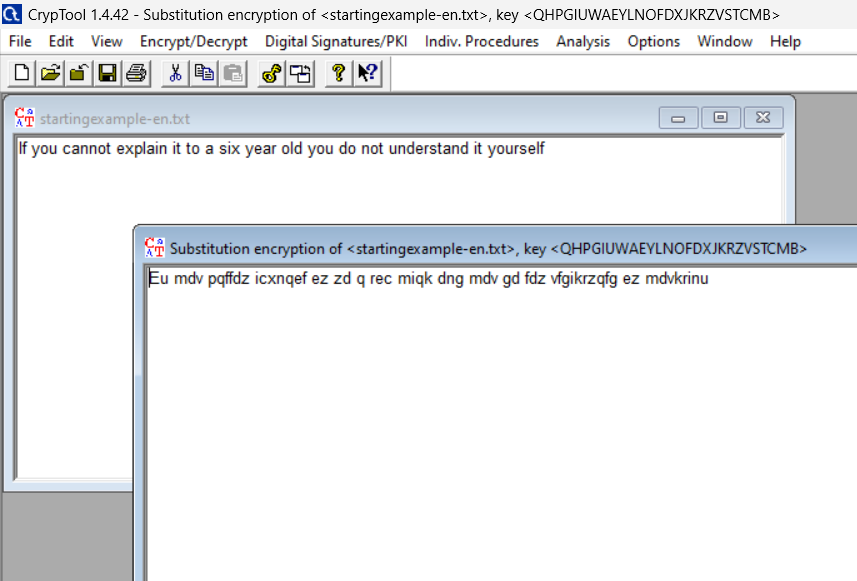 CrypTool 1.4.42 - Substitution encryption of <startingexample-en.txt>, key <QHPGIUWAEYLNOFDXJKRZVSTCMB>
File Edit View Encrypt/Decrypt Digital Signatures/PKI Indiv. Procedures Analysis Options Window Help
startingexample-en.txt
If you cannot explain it to a six year old you do not understand it yourself
Substitution encryption of <startingexample-en.txt>, key <QHPGIUWAEYLNOFDXJKRZVSTCMB>
Eu mdv pqffdz icxnqef ez zd q rec miqk dng mdv gd fdz vfgikrzqfg ez mdvkrinu